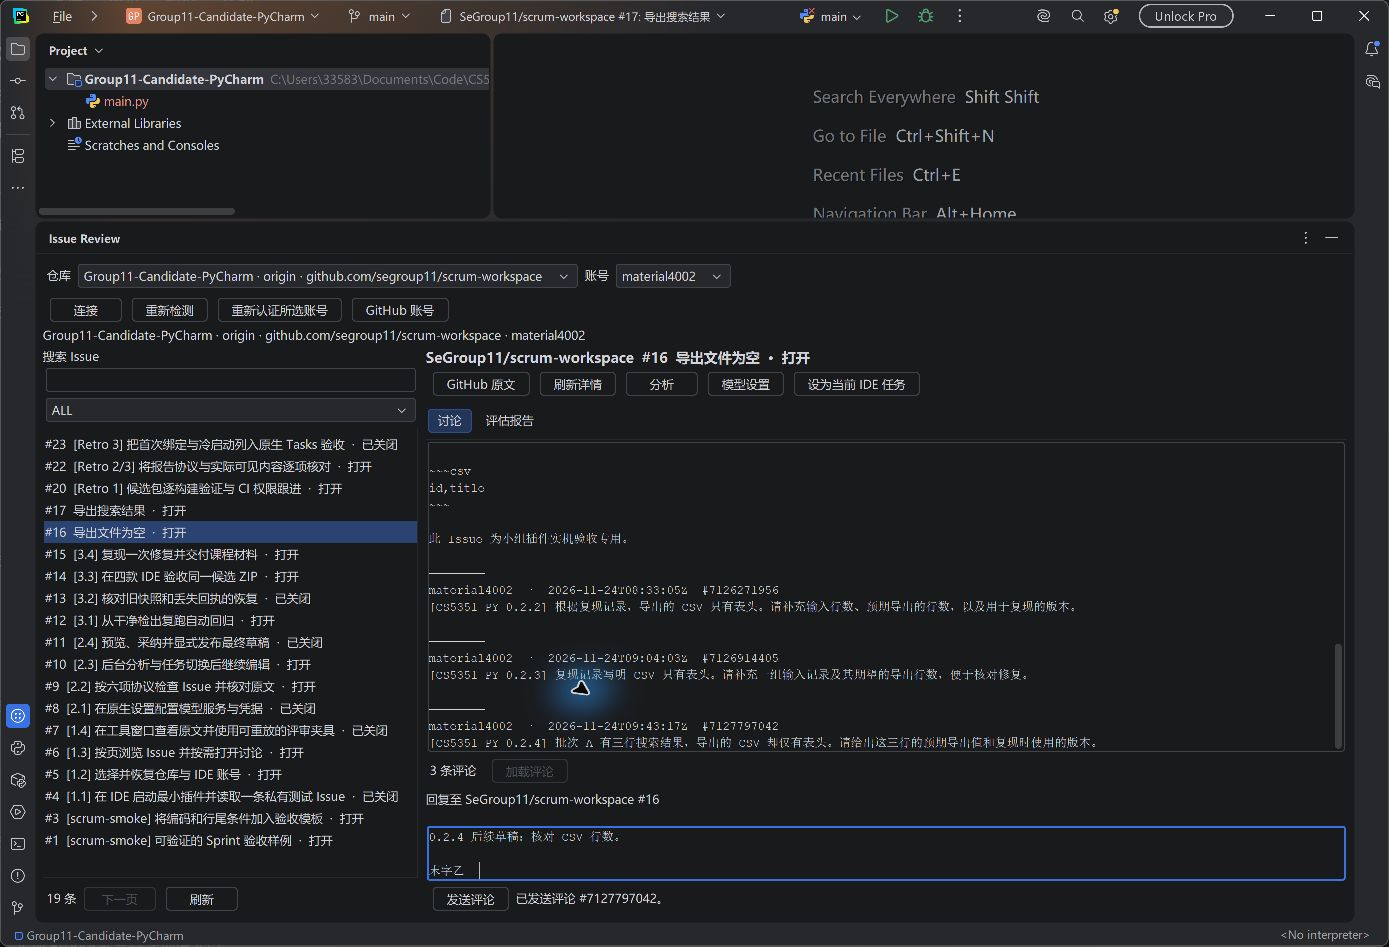 PC File GP Group11-Candidate-PyCharm main SeGroup11/scrum-workspace #17: 导出搜索结果 main Unlock Pro
Project
Group11-Candidate-PyCharm C:\Users\33583\Documents\Code\CS5
main.py
External Libraries
Scratches and Consoles
Search Everywhere Shift Shift
Go to File Ctrl+Shift+N
Recent Files Ctrl+E
Navigation Bar Alt+Home
Issue Review
仓库 Group11-Candidate-PyCharm · origin · github.com/segroup11/scrum-workspace 账号 material4002
连接 重新检测 重新认证所选账号 GitHub 账号
Group11-Candidate-PyCharm · origin · github.com/segroup11/scrum-workspace · material4002
搜索 Issue
ALL
#23 [Retro 3] 把首次绑定与冷启动列入原生 Tasks 验收 · 已关闭
#22 [Retro 2/3] 将报告协议与实际可见内容逐项核对 · 打开
#20 [Retro 1] 候选包逐构建验证与 CI 权限跟进 · 打开
#17 导出搜索结果 · 打开
#16 导出文件为空 · 打开
#15 [3.4] 复现一次修复并交付课程材料 · 打开
#14 [3.3] 在四款 IDE 验收同一候选 ZIP · 打开
#13 [3.2] 核对旧快照和丢失回执的恢复 · 已关闭
#12 [3.1] 从干净检出复跑自动回归 · 打开
#11 [2.4] 预览、采纳并显式发布最终草稿 · 已关闭
#10 [2.3] 后台分析与任务切换后继续编辑 · 打开
#9 [2.2] 按六项协议检查 Issue 并核对原文 · 打开
#8 [2.1] 在原生设置配置模型服务与凭据 · 已关闭
#7 [1.4] 在工具窗口查看原文并使用可重放的评审夹具 · 已关闭
#6 [1.3] 按页浏览 Issue 并按需打开讨论 · 打开
#5 [1.2] 选择并恢复仓库与 IDE 账号 · 打开
#4 [1.1] 在 IDE 启动最小插件并读取一条私有测试 Issue · 已关闭
#3 [scrum-smoke] 将编码和行尾条件加入验收模板 · 打开
#1 [scrum-smoke] 可验证的 Sprint 验收样例 · 打开
19 条 下一页 刷新
SeGroup11/scrum-workspace #16 导出文件为空 • 打开
GitHub 原文 刷新详情 分析 模型设置 设为当前 IDE 任务
讨论 评估报告
~~~csv
id,title
~~~
此 Issue 为小组插件实机验收专用。
material4002 · 2026-11-24T08:33:05Z #7126271956
[CS5351 PY 0.2.2] 根据复现记录，导出的 CSV 只有表头。请补充输入行数、预期导出的行数，以及用于复现的版本。
material4002 · 2026-11-24T09:04:03Z #7126914405
[CS5351 PY 0.2.3] 复现记录写明 CSV 只有表头。请补充一组输入记录及其期望的导出行数，便于核对修复。
material4002 · 2026-11-24T09:43:17Z #7127797042
[CS5351 PY 0.2.4] 批次 A 有三行搜索结果，导出的 CSV 却仅有表头。请给出这三行的预期导出值和复现时使用的版本。
3 条评论 加载评论
回复至 SeGroup11/scrum-workspace #16
0.2.4 后续草稿：核对 CSV 行数。
末字乙
发送评论 已发送评论 #7127797042。
Group11-Candidate-PyCharm <No interpreter>